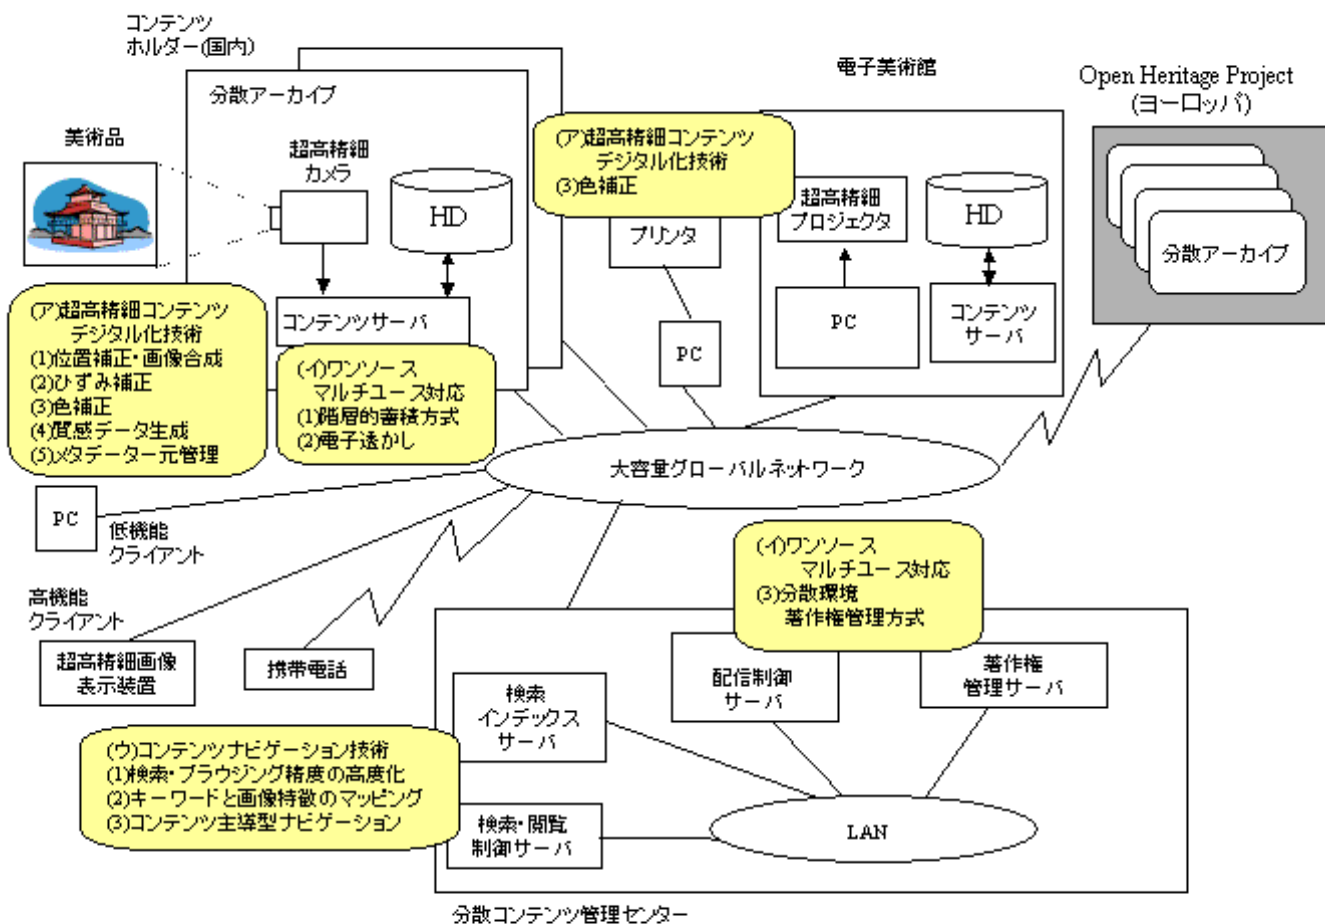 コンテンツ
ホルダー(国内)
分散アーカイブ
美術品
超高精細
カメラ
HD
コンテンツサーバ
(ア)超高精細コンテンツ
デジタル化技術
(1)位置補正・画像合成
(2)ひずみ補正
(3)色補正
(4)質感データ生成
(5)メタデータ一元管理
(イ)ワンソース
マルチユース対応
(1)階層的蓄積方式
(2)電子透かし
(ア)超高精細コンテンツ
デジタル化技術
(3)色補正
プリンタ
PC
電子美術館
超高精細
プロジェクタ
HD
PC
コンテンツ
サーバ
Open Heritage Project
(ヨーロッパ)
分散アーカイブ
大容量グローバルネットワーク
PC
低機能
クライアント
高機能
クライアント
超高精細画像
表示装置
携帯電話
(イ)ワンソース
マルチユース対応
(3)分散環境
著作権管理方式
検索
インデックス
サーバ
配信制御
サーバ
著作権
管理サーバ
(ウ)コンテンツナビゲーション技術
(1)検索・ブラウジング精度の高度化
(2)キーワードと画像特徴のマッピング
(3)コンテンツ主導型ナビゲーション
検索・閲覧
制御サーバ
LAN
分散コンテンツ管理センター